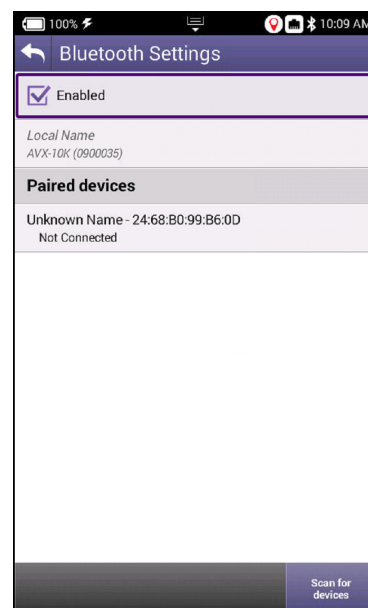 100% 10:09 AM
Bluetooth Settings
Enabled
Local Name
AVX-10K (0900035)
Paired devices
Unknown Name - 24:68:B0:99:B6:0D
Not Connected
Scan for
devices